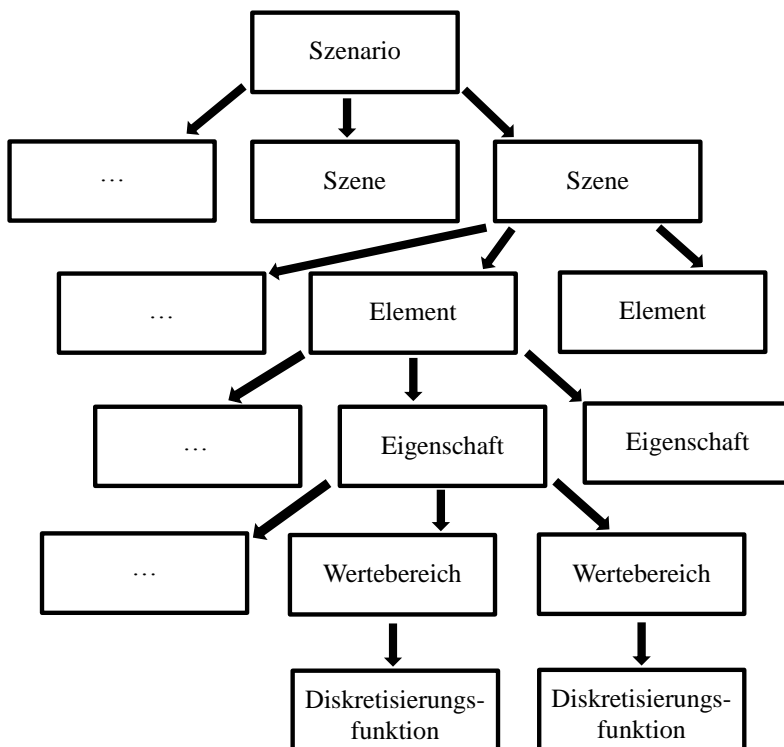 Szenario
…
Szene
Szene
…
Element
Element
…
Eigenschaft
Eigenschaft
…
Wertebereich
Wertebereich
Diskretisierungs-
funktion
Diskretisierungs-
funktion